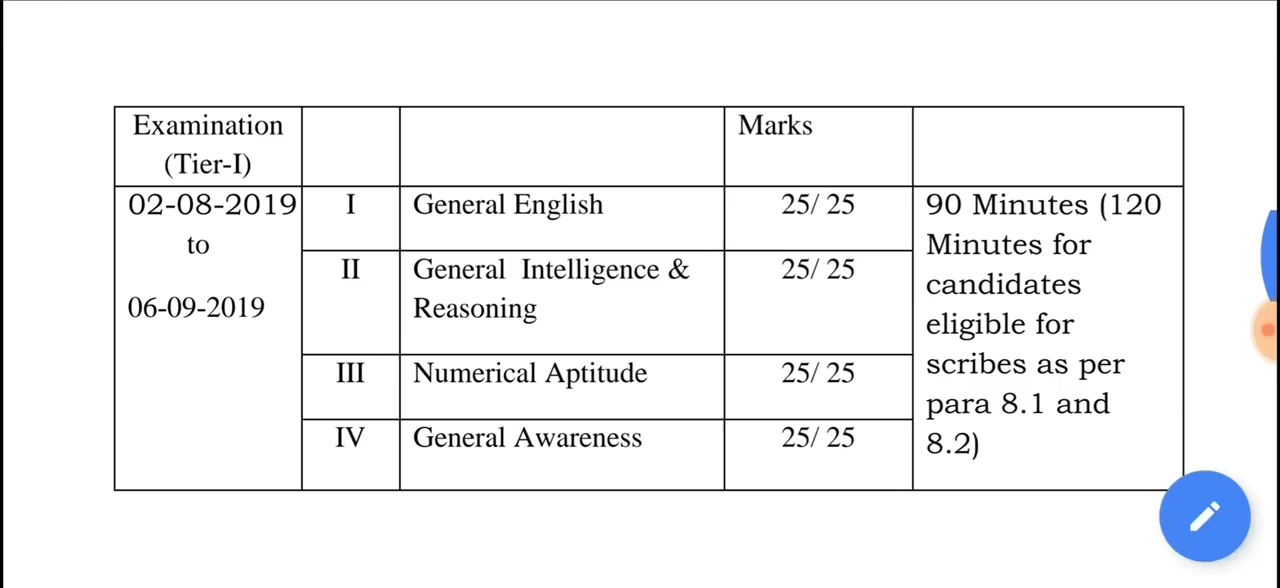 Examination
(Tier-I)
Marks
02-08-2019
to
06-09-2019
I
General English
25/ 25
90 Minutes (120
Minutes for
candidates
eligible for
scribes as per
para 8.1 and
8.2)
II
General Intelligence &
Reasoning
25/ 25
III
Numerical Aptitude
25/ 25
IV
General Awareness
25/ 25